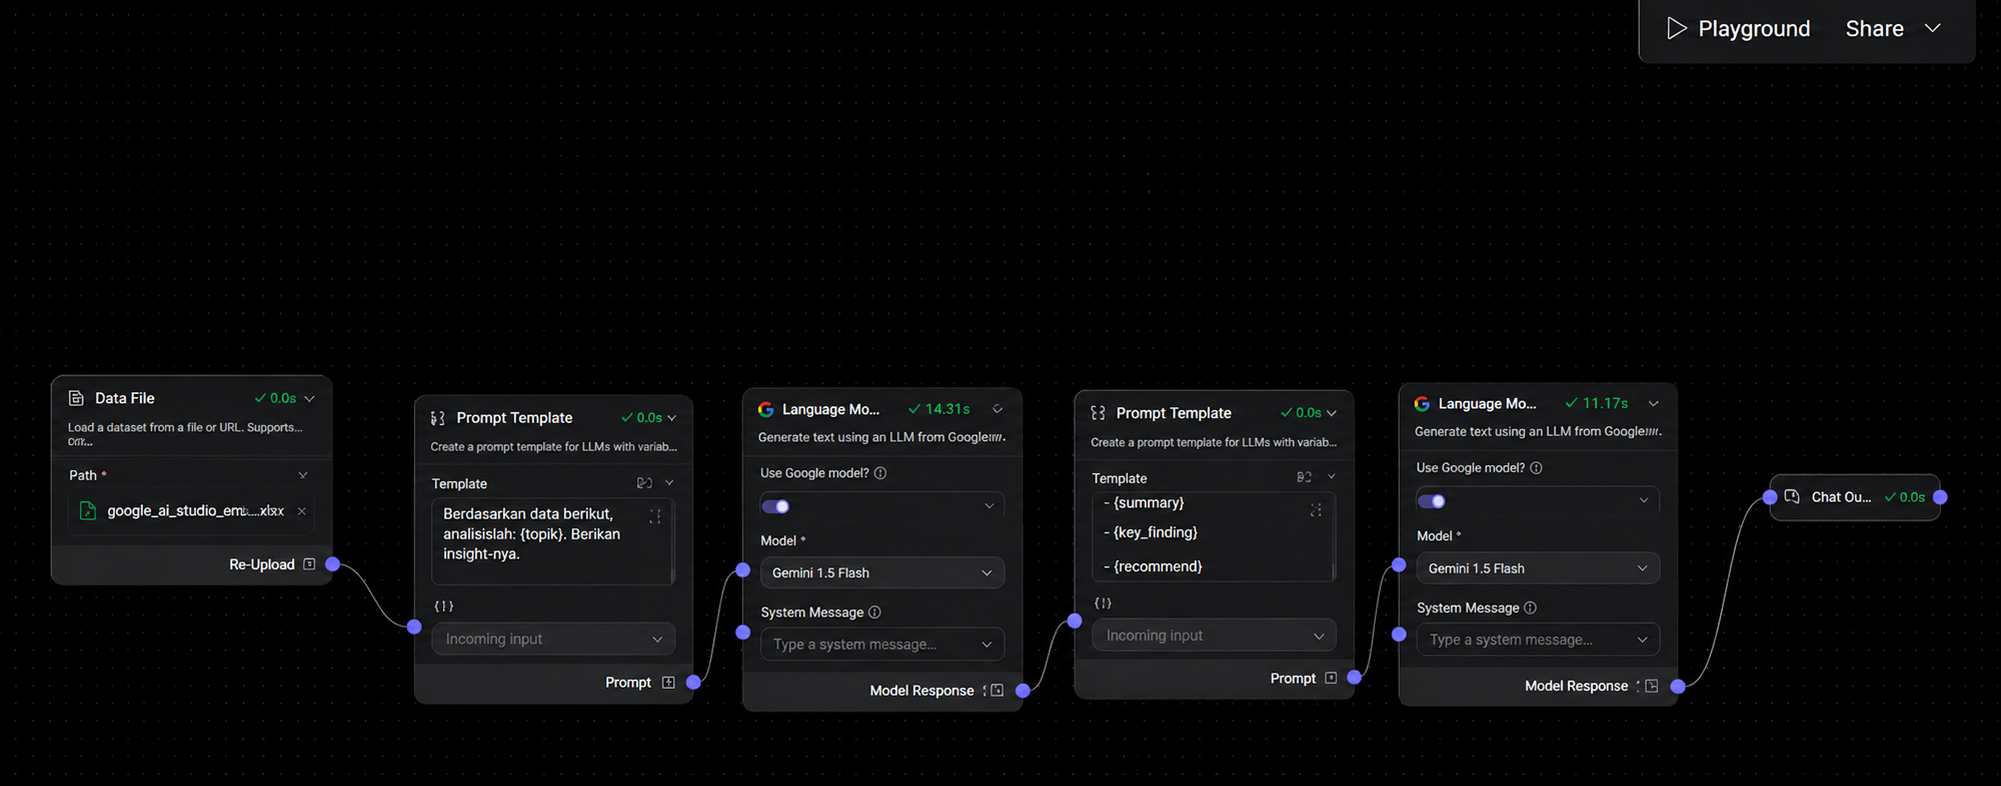 Playground Share
Data File
0.0s
Load a dataset from a file or URL. Supports...
Path *
google_ai_studio_em...xlsx
Re-Upload
Prompt Template
0.0s
Create a prompt template for LLMs with variab...
Template
Berdasarkan data berikut,
analisislah: {topik}. Berikan
insight-nya.
Incoming input
Prompt
Language Mo...
14.31s
Generate text using an LLM from Google
Use Google model?
Model *
Gemini 1.5 Flash
System Message
Type a system message...
Model Response
Prompt Template
0.0s
Create a prompt template for LLMs with variab...
Template
- {summary}
- {key_finding}
- {recommend}
Incoming input
Prompt
Language Mo...
11.17s
Generate text using an LLM from Google
Use Google model?
Model *
Gemini 1.5 Flash
System Message
Type a system message...
Model Response
Chat Ou...
0.0s